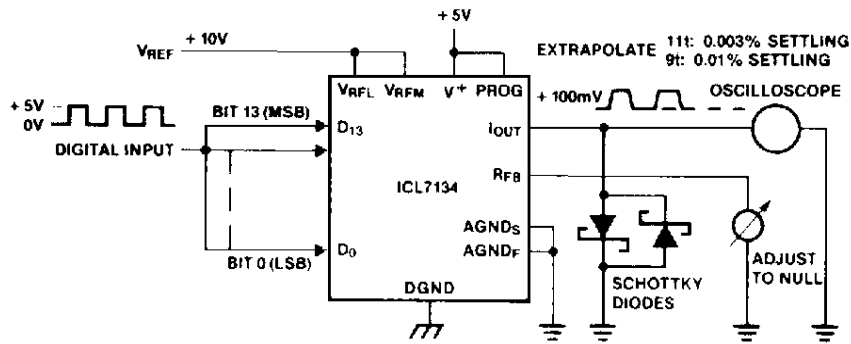 + 5V
VREF
+ 10V
EXTRAPOLATE 11t: 0.003% SETTLING
9t: 0.01% SETTLING
VRFL VRFM V+ PROG
+ 100mV
OSCILLOSCOPE
+ 5V
0V
BIT 13 (MSB)
D13
IOUT
DIGITAL INPUT
ICL7134
RFB
AGNDS
AGNDF
BIT 0 (LSB)
D0
DGND
SCHOTTKY
DIODES
ADJUST
TO NULL